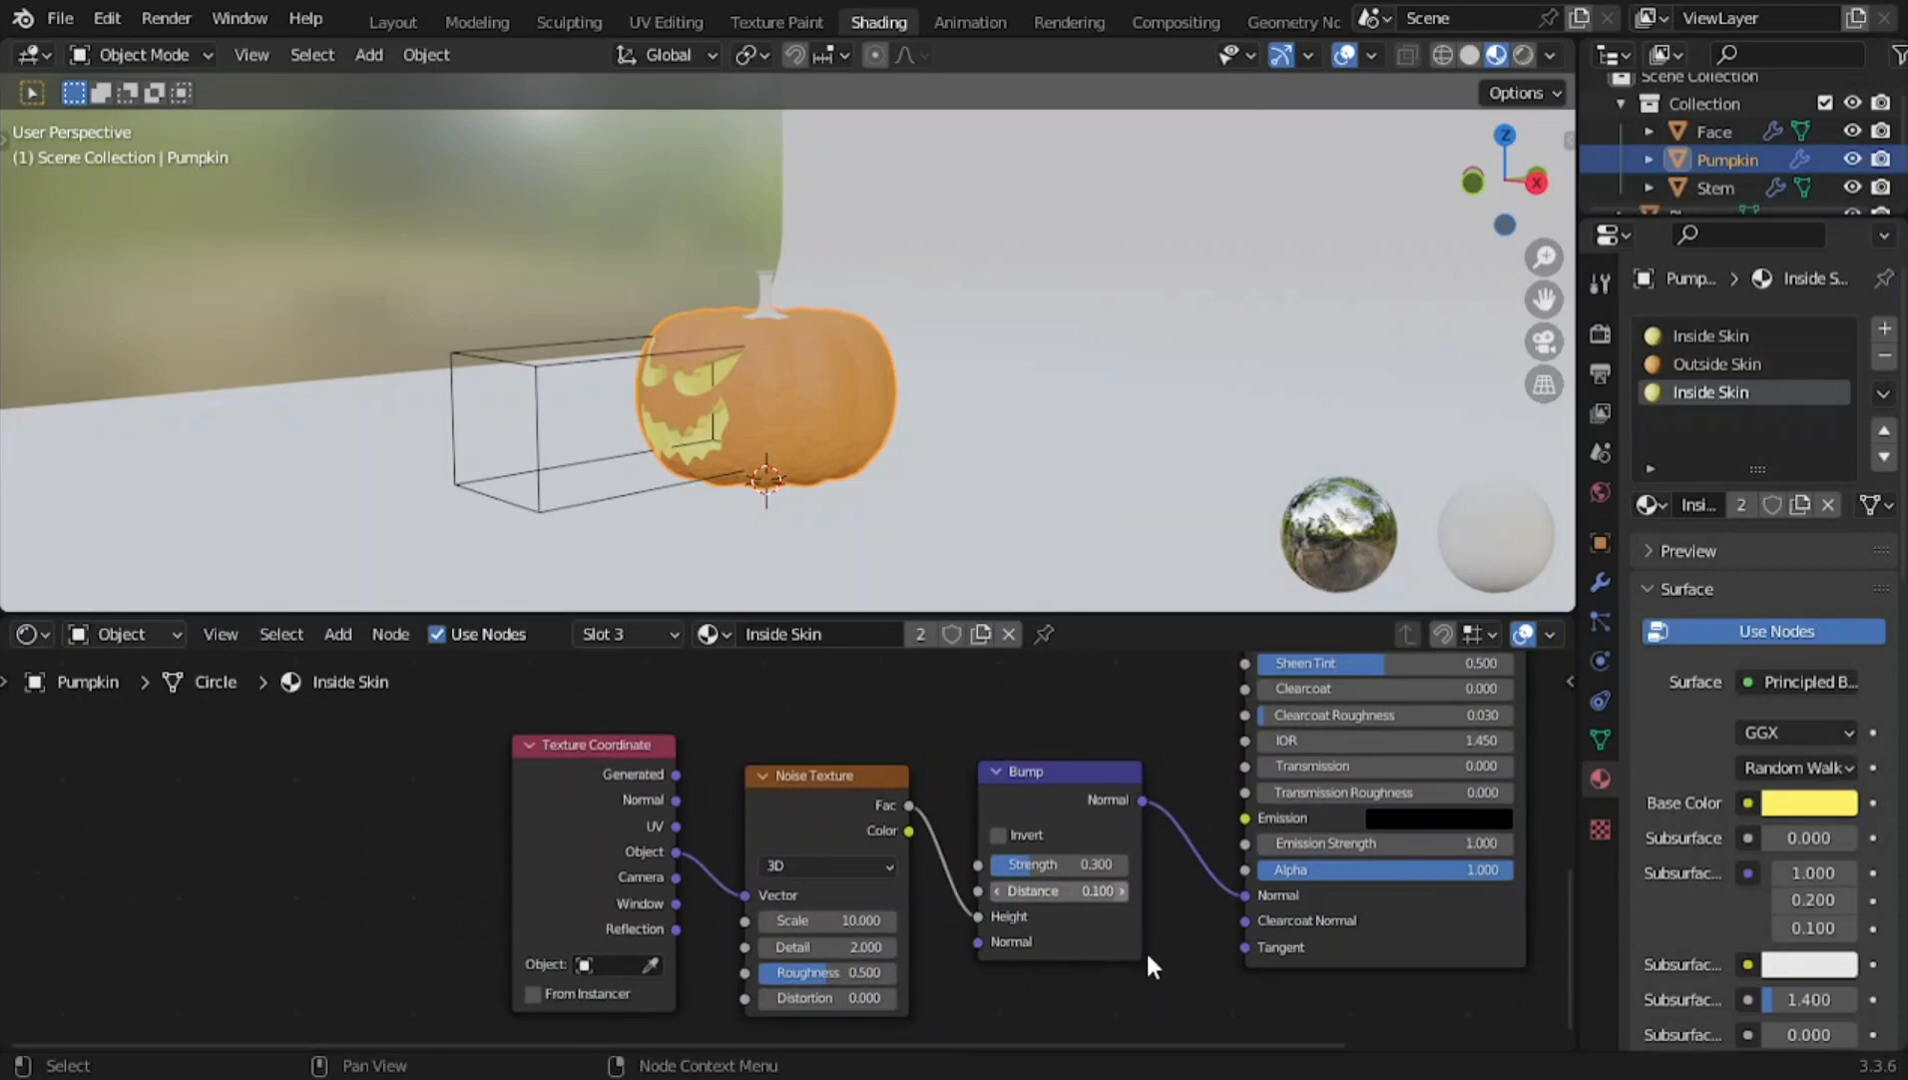 File Edit Render Window Help Layout Modeling Sculpting UV Editing Texture Paint Shading Animation Rendering Compositing Geometry Nc Scene ViewLayer
Object Mode View Select Add Object Global
Options
User Perspective
(1) Scene Collection | Pumpkin
Z
X
Scene Collection
Collection
Face
Pumpkin
Stem
Pump... > Inside S...
Inside Skin
Outside Skin
Inside Skin
Insi... 2
Preview
Surface
Use Nodes
Surface Principled B...
GGX
Random Walk
Base Color
Subsurface 0.000
Subsurfac... 1.000
0.200
0.100
Subsurfac...
Subsurfac... 1.400
Subsurfac... 0.000
Object View Select Add Node Use Nodes Slot 3 Inside Skin 2
Pumpkin > Circle > Inside Skin
Texture Coordinate
Generated
Normal
UV
Object
Camera
Window
Reflection
Object:
From Instancer
Noise Texture
Fac
Color
3D
Vector
Scale 10.000
Detail 2.000
Roughness 0.500
Distortion 0.000
Bump
Normal
Invert
Strength 0.300
Distance 0.100
Height
Normal
Sheen Tint 0.500
Clearcoat 0.000
Clearcoat Roughness 0.030
IOR 1.450
Transmission 0.000
Transmission Roughness 0.000
Emission
Emission Strength 1.000
Alpha 1.000
Normal
Clearcoat Normal
Tangent
Select Pan View Node Context Menu 3.3.6